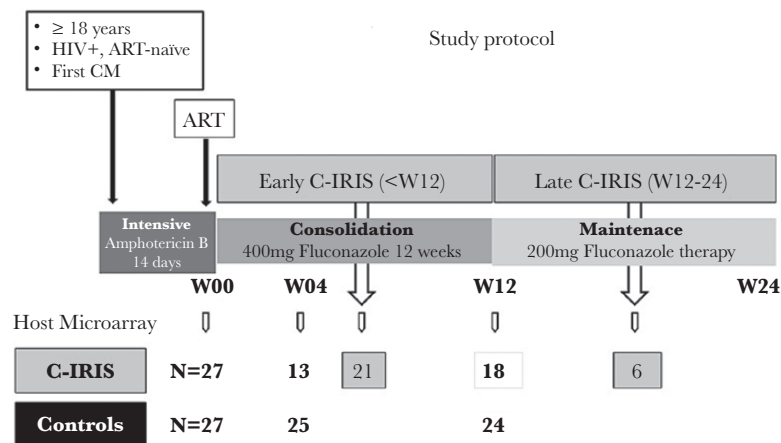 • ≥ 18 years
• HIV+, ART-naïve
• First CM
Study protocol
ART
Early C-IRIS (<W12)
Late C-IRIS (W12-24)
Intensive
Amphotericin B
14 days
Consolidation
400mg Fluconazole 12 weeks
Maintenace
200mg Fluconazole therapy
W00 W04 W12 W24
Host Microarray
C-IRIS N=27 13 21 18 6
Controls N=27 25 24